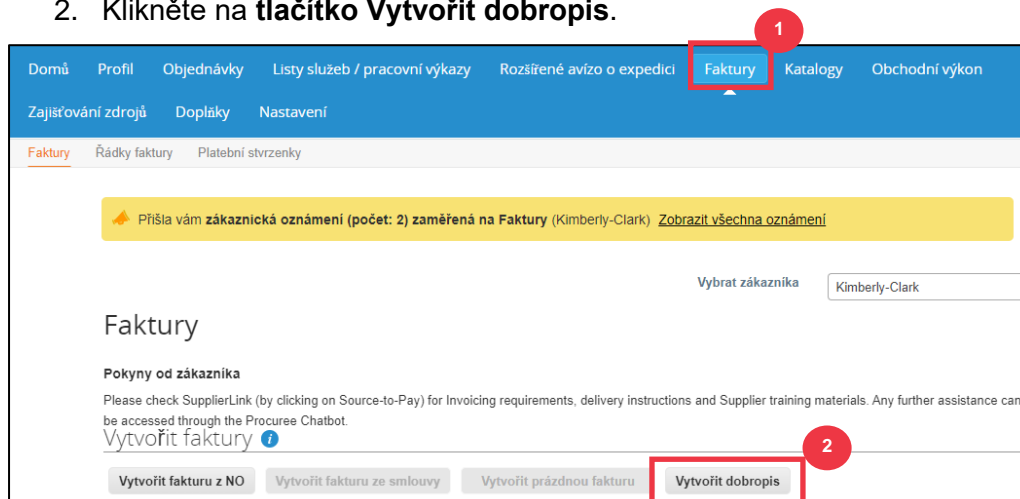 2. Klikněte na tlačítko Vytvořit dobropis.
1
Domů Profil Objednávky Listy služeb / pracovní výkazy Rozšířené avízo o expedici Faktury Katalogy Obchodní výkon
Zajišťování zdrojů Doplňky Nastavení
Faktury Řádky faktury Platební stvrzenky
Přišla vám zákaznická oznámení (počet: 2) zaměřená na Faktury (Kimberly-Clark) Zobrazit všechna oznámení
Vybrat zákazníka Kimberly-Clark
Faktury
Pokyny od zákazníka
Please check SupplierLink (by clicking on Source-to-Pay) for Invoicing requirements, delivery instructions and Supplier training materials. Any further assistance can
be accessed through the Procuree Chatbot.
Vytvořit faktury i
2
Vytvořit fakturu z NO Vytvořit fakturu ze smlouvy Vytvořit prázdnou fakturu Vytvořit dobropis